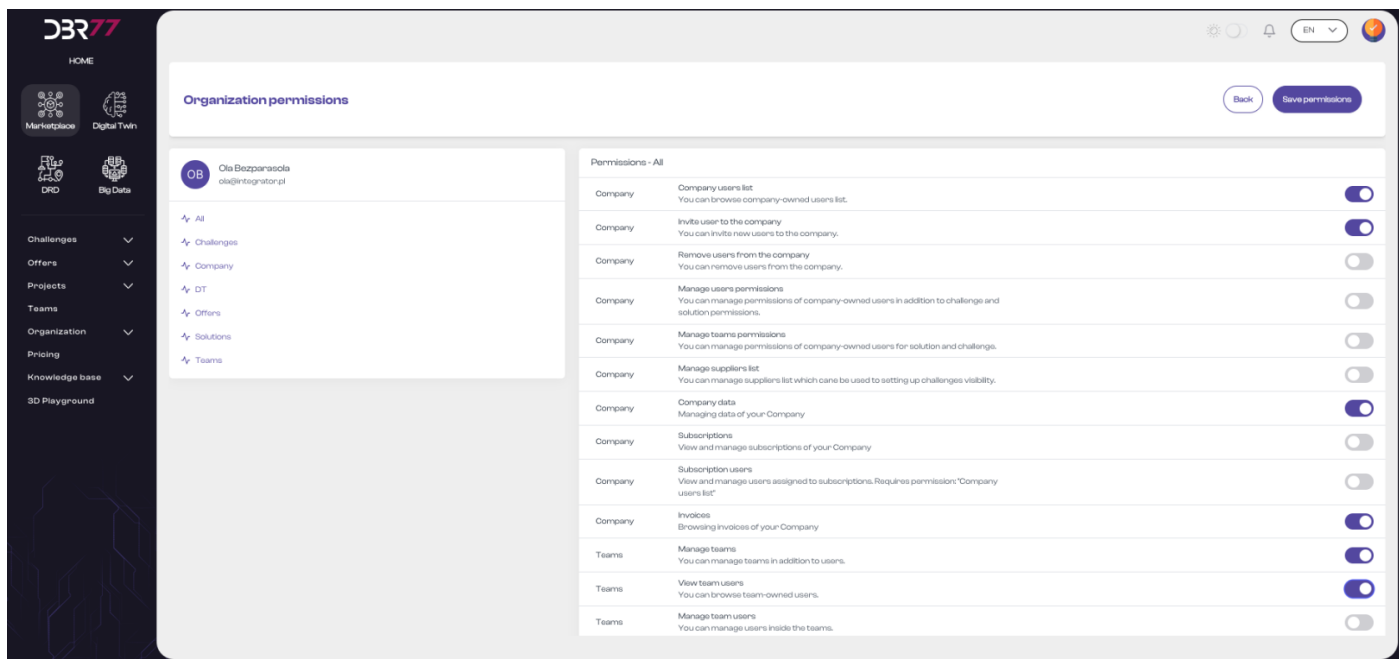 DBR77
HOME
Marketplace
Digital Twin
DRD
Big Data
Challenges
Offers
Projects
Teams
Organization
Pricing
Knowledge base
3D Playground
EN
Organization permissions
Back
Save permissions
OB
Ola Bezparasola
ola@integrator.pl
All
Challenges
Company
DT
Offers
Solutions
Teams
Permissions - All
Company
Company users list
You can browse company-owned users list.
Company
Invite user to the company
You can invite new users to the company.
Company
Remove users from the company
You can remove users from the company.
Company
Manage users permissions
You can manage permissions of company-owned users in addition to challenge and
solution permissions.
Company
Manage teams permissions
You can manage permissions of company-owned users for solution and challenge.
Company
Manage suppliers list
You can manage suppliers list which cane be used to setting up challenges visibility.
Company
Company data
Managing data of your Company
Company
Subscriptions
View and manage subscriptions of your Company
Company
Subscription users
View and manage users assigned to subscriptions. Requires permission: "Company
users list"
Company
Invoices
Browsing invoices of your Company
Teams
Manage teams
You can manage teams in addition to users.
Teams
View team users
You can browse team-owned users.
Teams
Manage team users
You can manage users inside the teams.